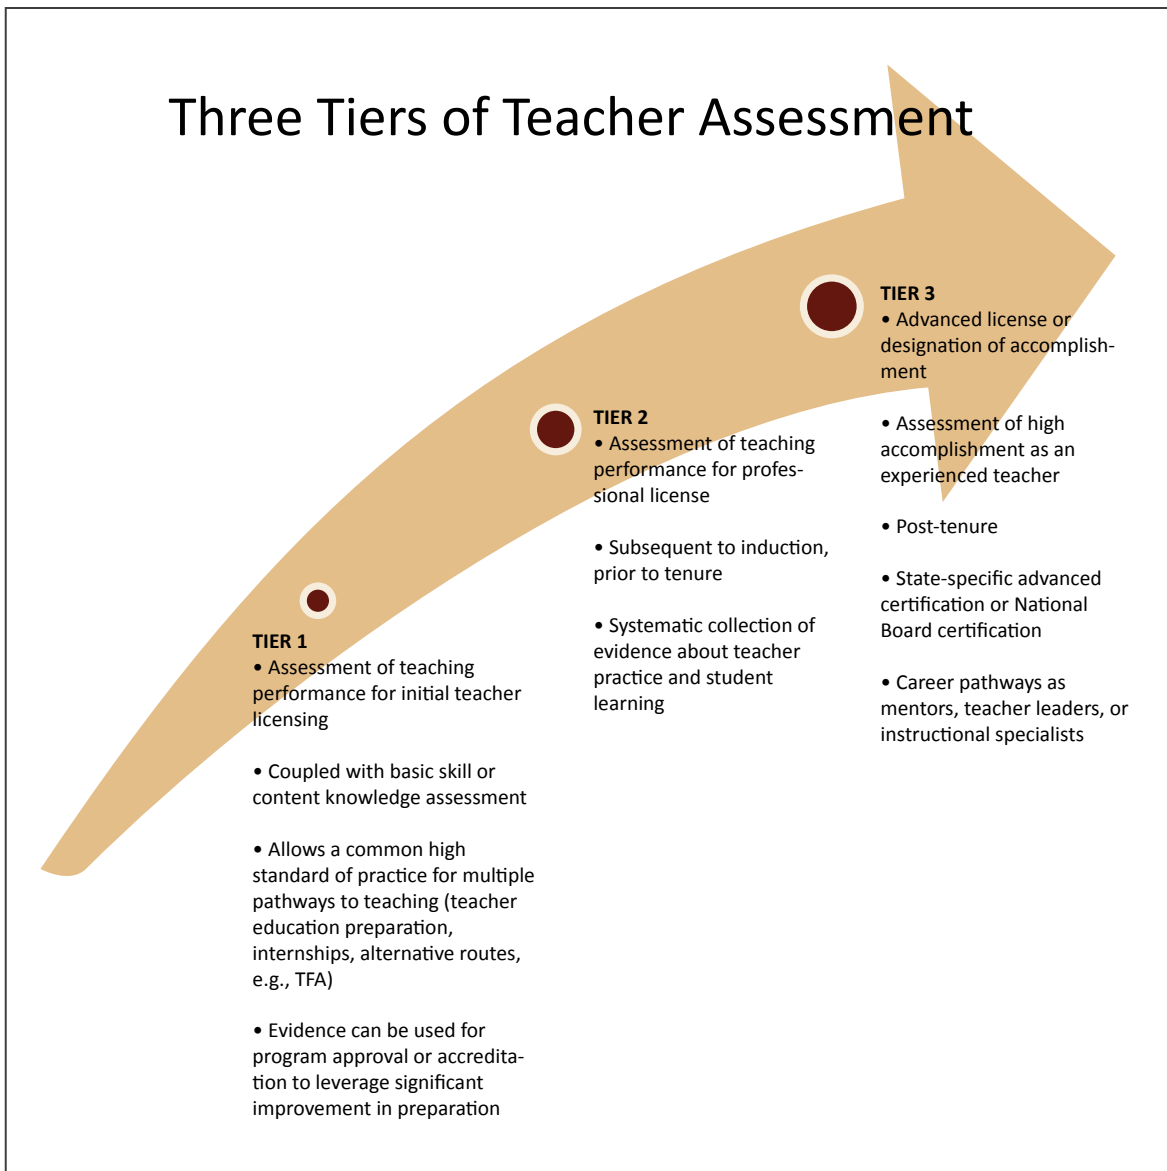 Three Tiers of Teacher Assessment
TIER 1
• Assessment of teaching
performance for initial teacher
licensing
• Coupled with basic skill or
content knowledge assessment
• Allows a common high
standard of practice for multiple
pathways to teaching (teacher
education preparation,
internships, alternative routes,
e.g., TFA)
• Evidence can be used for
program approval or accredita-
tion to leverage significant
improvement in preparation
TIER 2
• Assessment of teaching
performance for profes-
sional license
• Subsequent to induction,
prior to tenure
• Systematic collection of
evidence about teacher
practice and student
learning
TIER 3
• Advanced license or
designation of accomplish-
ment
• Assessment of high
accomplishment as an
experienced teacher
• Post-tenure
• State-specific advanced
certification or National
Board certification
• Career pathways as
mentors, teacher leaders, or
instructional specialists